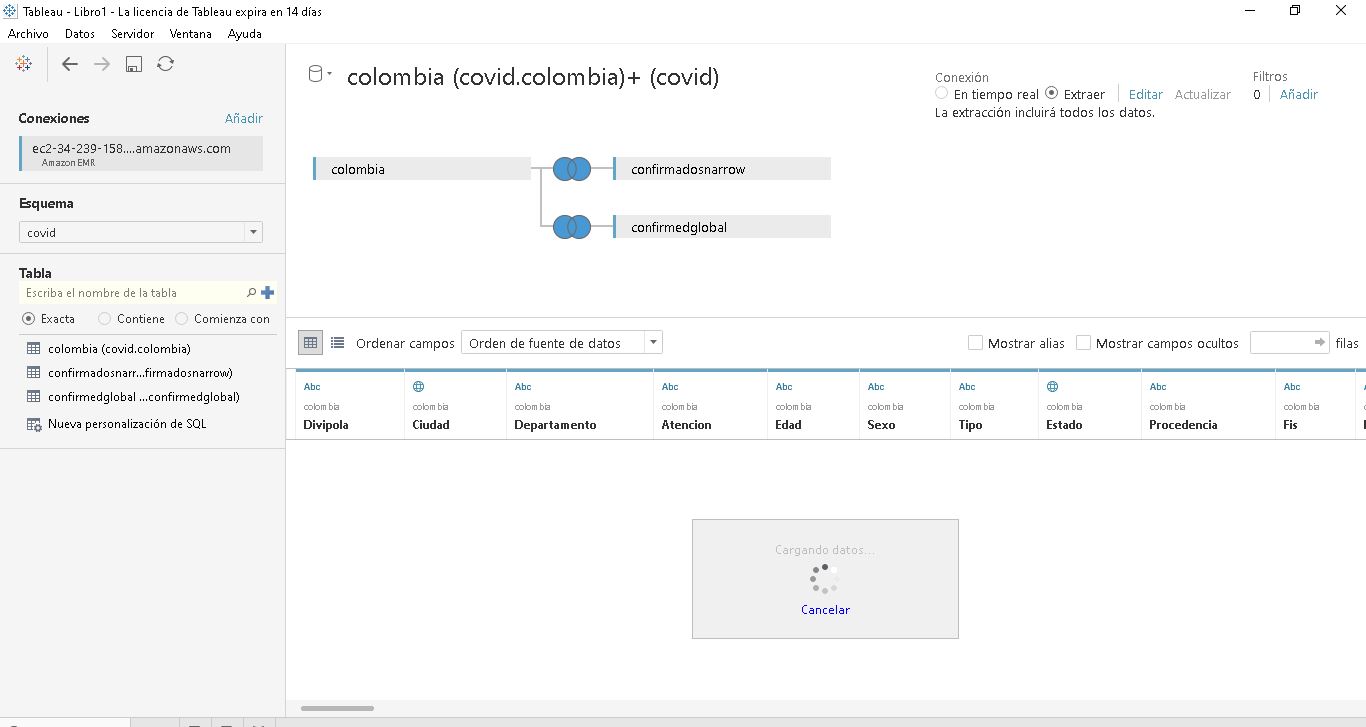 Tableau - Libro1 - La licencia de Tableau expira en 14 días
Archivo Datos Servidor Ventana Ayuda
colombia (covid.colombia)+ (covid)
Conexión
En tiempo real Extraer Editar Actualizar
La extracción incluirá todos los datos.
Filtros
0 Añadir
Conexiones Añadir
ec2-34-239-158....amazonaws.com
Amazon EMR
Esquema
covid
Tabla
Escriba el nombre de la tabla
Exacta Contiene Comienza con
colombia (covid.colombia)
confirmadosnarr...firmadosnarrow)
confirmedglobal ...confirmedglobal)
Nueva personalización de SQL
colombia
confirmadosnarrow
confirmedglobal
Ordenar campos Orden de fuente de datos Mostrar alias Mostrar campos ocultos filas
Abc Abc Abc Abc Abc Abc Abc Abc
colombia colombia colombia colombia colombia colombia colombia colombia colombia colombia
Divipola Ciudad Departamento Atencion Edad Sexo Tipo Estado Procedencia Fis
Cargando datos...
Cancelar